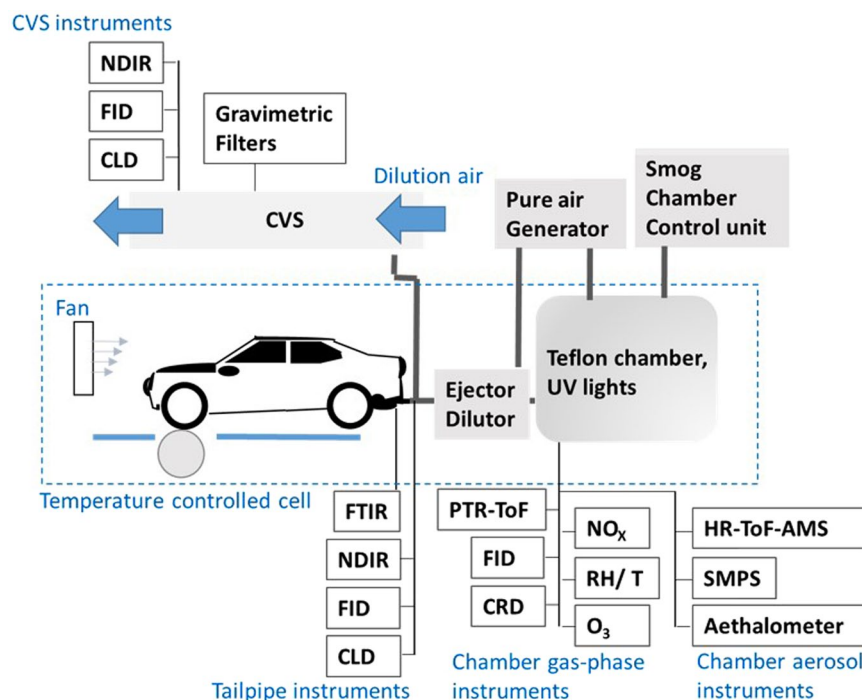 CVS instruments
NDIR
FID
CLD
Gravimetric
Filters
Dilution air
CVS
Pure air
Generator
Smog
Chamber
Control unit
Fan
Teflon chamber,
UV lights
Ejector
Dilutor
Temperature controlled cell
FTIR
NDIR
FID
CLD
Tailpipe instruments
PTR-ToF
FID
CRD
NOX
RH/ T
O3
Chamber gas-phase
instruments
HR-ToF-AMS
SMPS
Aethalometer
Chamber aerosol
instruments